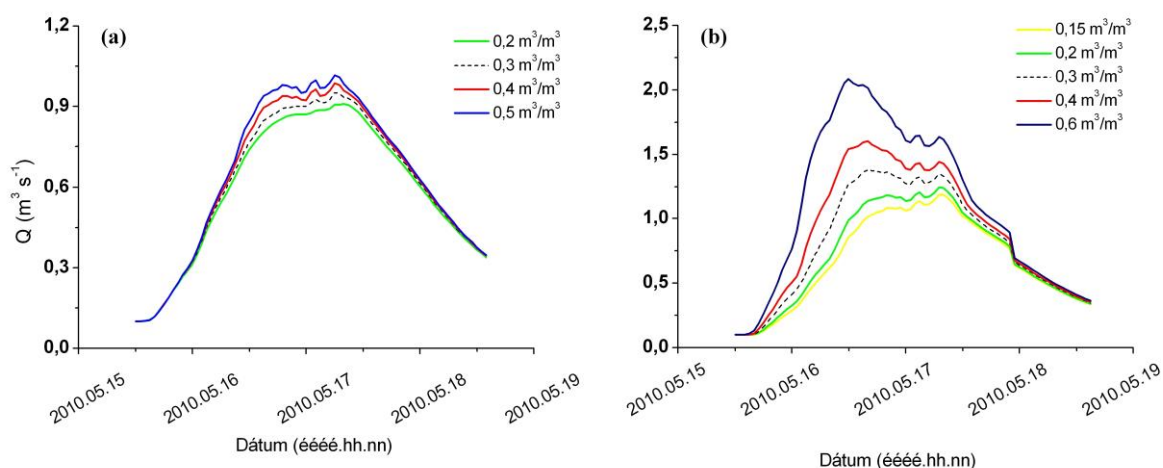 (a)
1,2
0,9
0,6
0,3
0,0
Q (m³ s⁻¹)
0,2 m³/m³
0,3 m³/m³
0,4 m³/m³
0,5 m³/m³
2010.05.15
2010.05.16
2010.05.17
2010.05.18
2010.05.19
Dátum (éééé.hh.nn)
(b)
2,5
2,0
1,5
1,0
0,5
0,0
0,15 m³/m³
0,2 m³/m³
0,3 m³/m³
0,4 m³/m³
0,6 m³/m³
2010.05.15
2010.05.16
2010.05.17
2010.05.18
2010.05.19
Dátum (éééé.hh.nn)